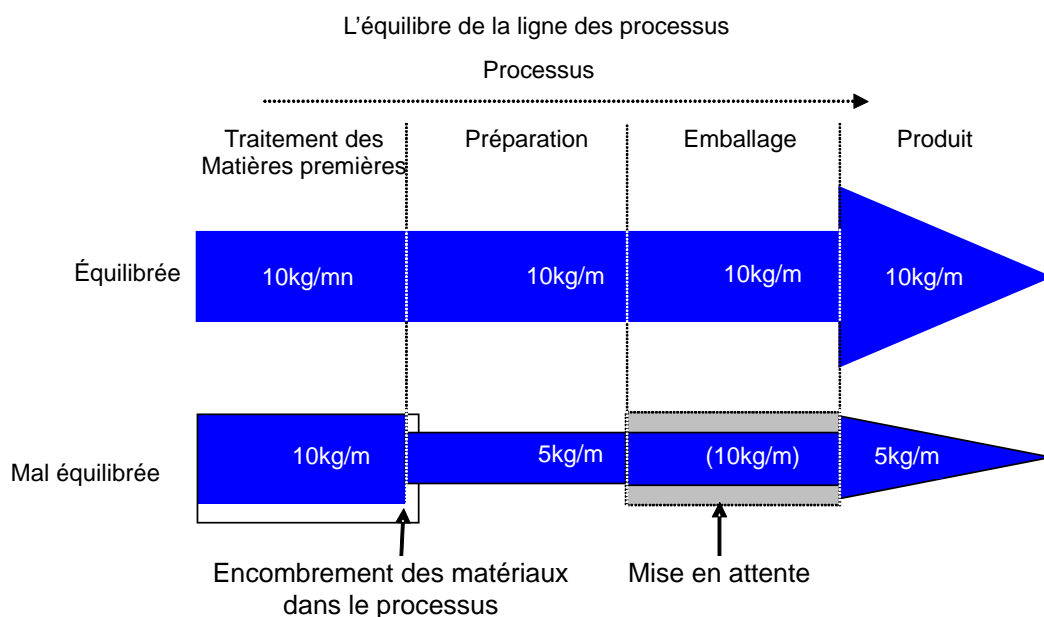 L'équilibre de la ligne des processus
Processus
Traitement des
Matières premières
Préparation
Emballage
Produit
Équilibrée
10kg/mn
10kg/m
10kg/m
10kg/m
Mal équilibrée
10kg/m
5kg/m
(10kg/m)
5kg/m
Encombrement des matériaux
dans le processus
Mise en attente